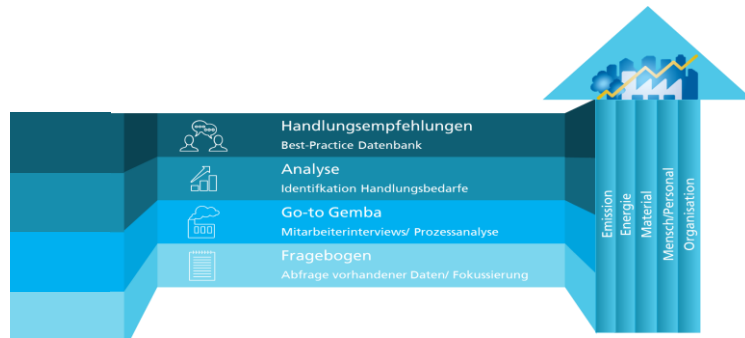 Handlungsempfehlungen
Best-Practice Datenbank
Analyse
Identifkation Handlungsbedarfe
Go-to Gemba
Mitarbeiterinterviews/ Prozessanalyse
Fragebogen
Abfrage vorhandener Daten/ Fokussierung
Emission
Energie
Material
Mensch/Personal
Organisation